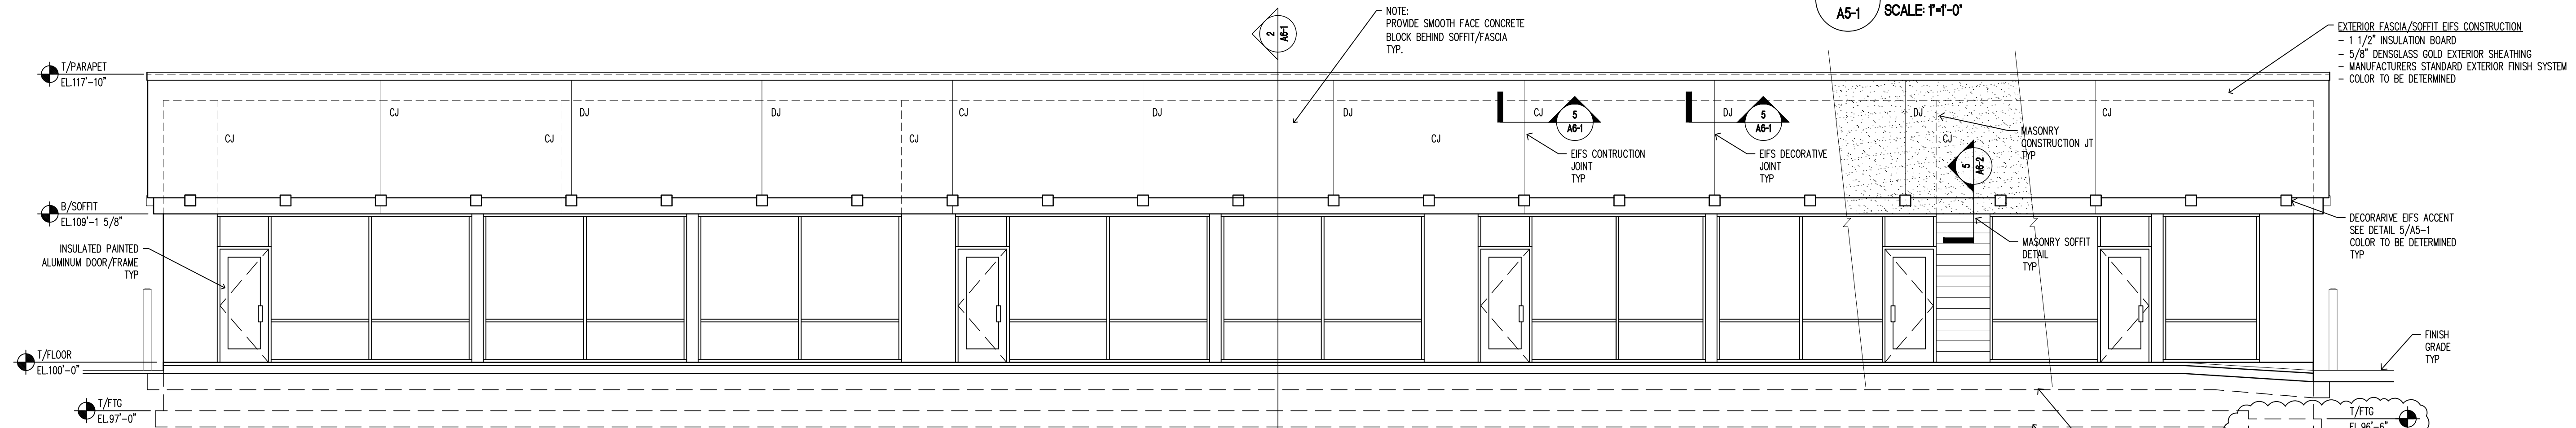 A5-1
SCALE: 1"=1'-0"
NOTE:
PROVIDE SMOOTH FACE CONCRETE
BLOCK BEHIND SOFFIT/FASCIA
TYP.
2
A6-1
EXTERIOR FASCIA/SOFFIT EIFS CONSTRUCTION
- 1 1/2" INSULATION BOARD
- 5/8" DENSGLASS GOLD EXTERIOR SHEATHING
- MANUFACTURERS STANDARD EXTERIOR FINISH SYSTEM
- COLOR TO BE DETERMINED
T/PARAPET
EL.117'-10"
CJ
CJ
CJ
DJ
DJ
CJ
CJ
DJ
DJ
CJ
CJ
5
A6-1
DJ
5
A6-1
DJ
CJ
CJ
EIFS CONTRUCTION
JOINT
TYP
EIFS DECORATIVE
JOINT
TYP
MASONRY
CONSTRUCTION JT
TYP
5
A6-2
B/SOFFIT
EL.109'-1 5/8"
INSULATED PAINTED
ALUMINUM DOOR/FRAME
TYP
MASONRY SOFFIT
DETAIL
TYP
DECORARIVE EIFS ACCENT
SEE DETAIL 5/A5-1
COLOR TO BE DETERMINED
TYP
T/FLOOR
EL.100'-0"
FINISH
GRADE
TYP
T/FTG
EL.97'-0"
T/FTG
EL.96'-6"